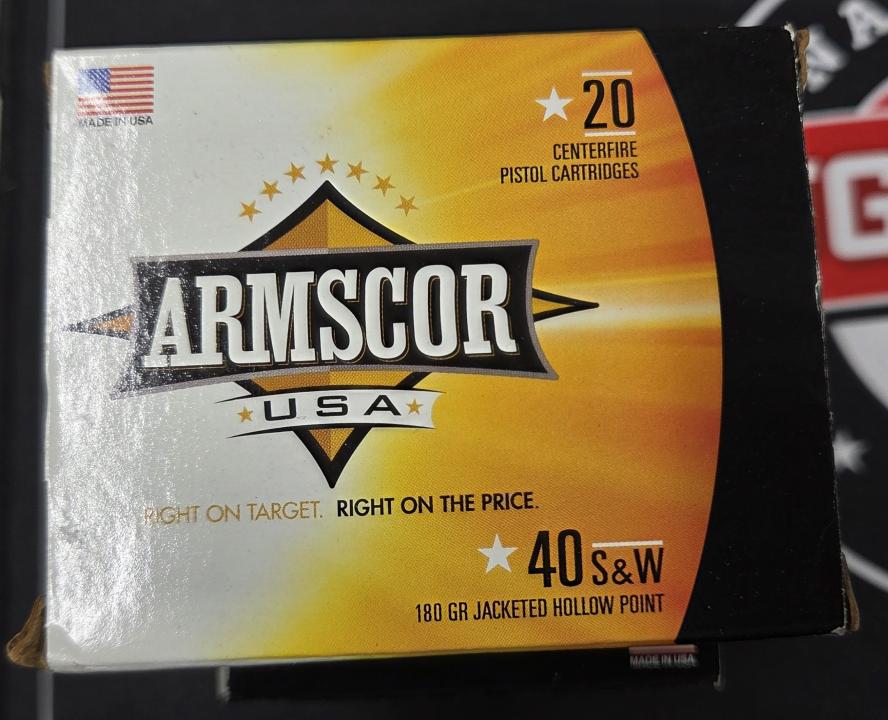 MADE IN USA
20
CENTERFIRE
PISTOL CARTRIDGES
ARMSCOR
USA
RIGHT ON TARGET. RIGHT ON THE PRICE.
40 S&W
180 GR JACKETED HOLLOW POINT
MADE IN USA